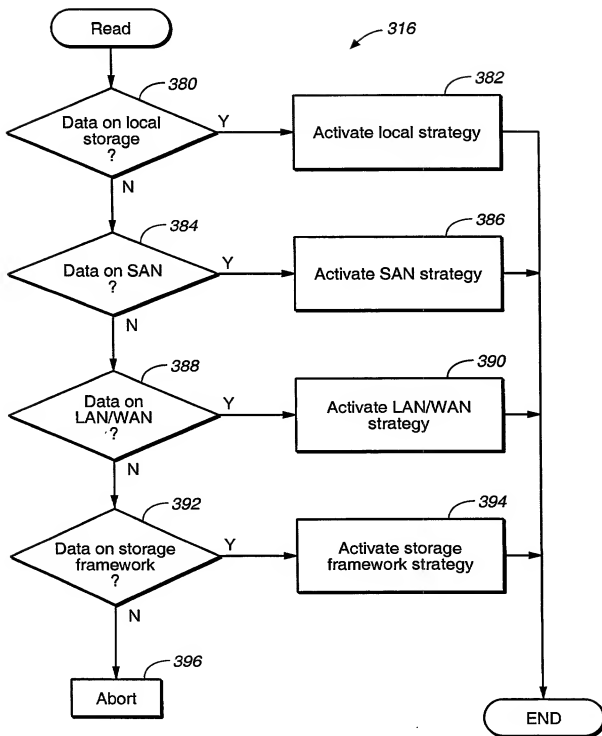 Read
316
380
Data on local
storage
?
Y
382
Activate local strategy
N
384
Data on SAN
?
Y
386
Activate SAN strategy
N
388
Data on
LAN/WAN
?
Y
390
Activate LAN/WAN
strategy
N
392
Data on storage
framework
?
Y
394
Activate storage
framework strategy
N
396
Abort
END